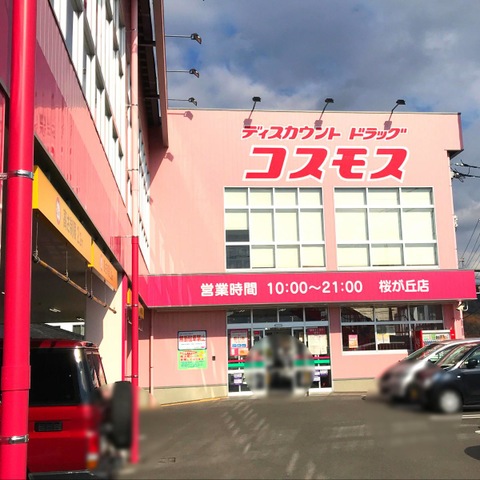 ディスカウント ドラッグ
コスモス
営業時間 10:00～21:00 桜が丘店